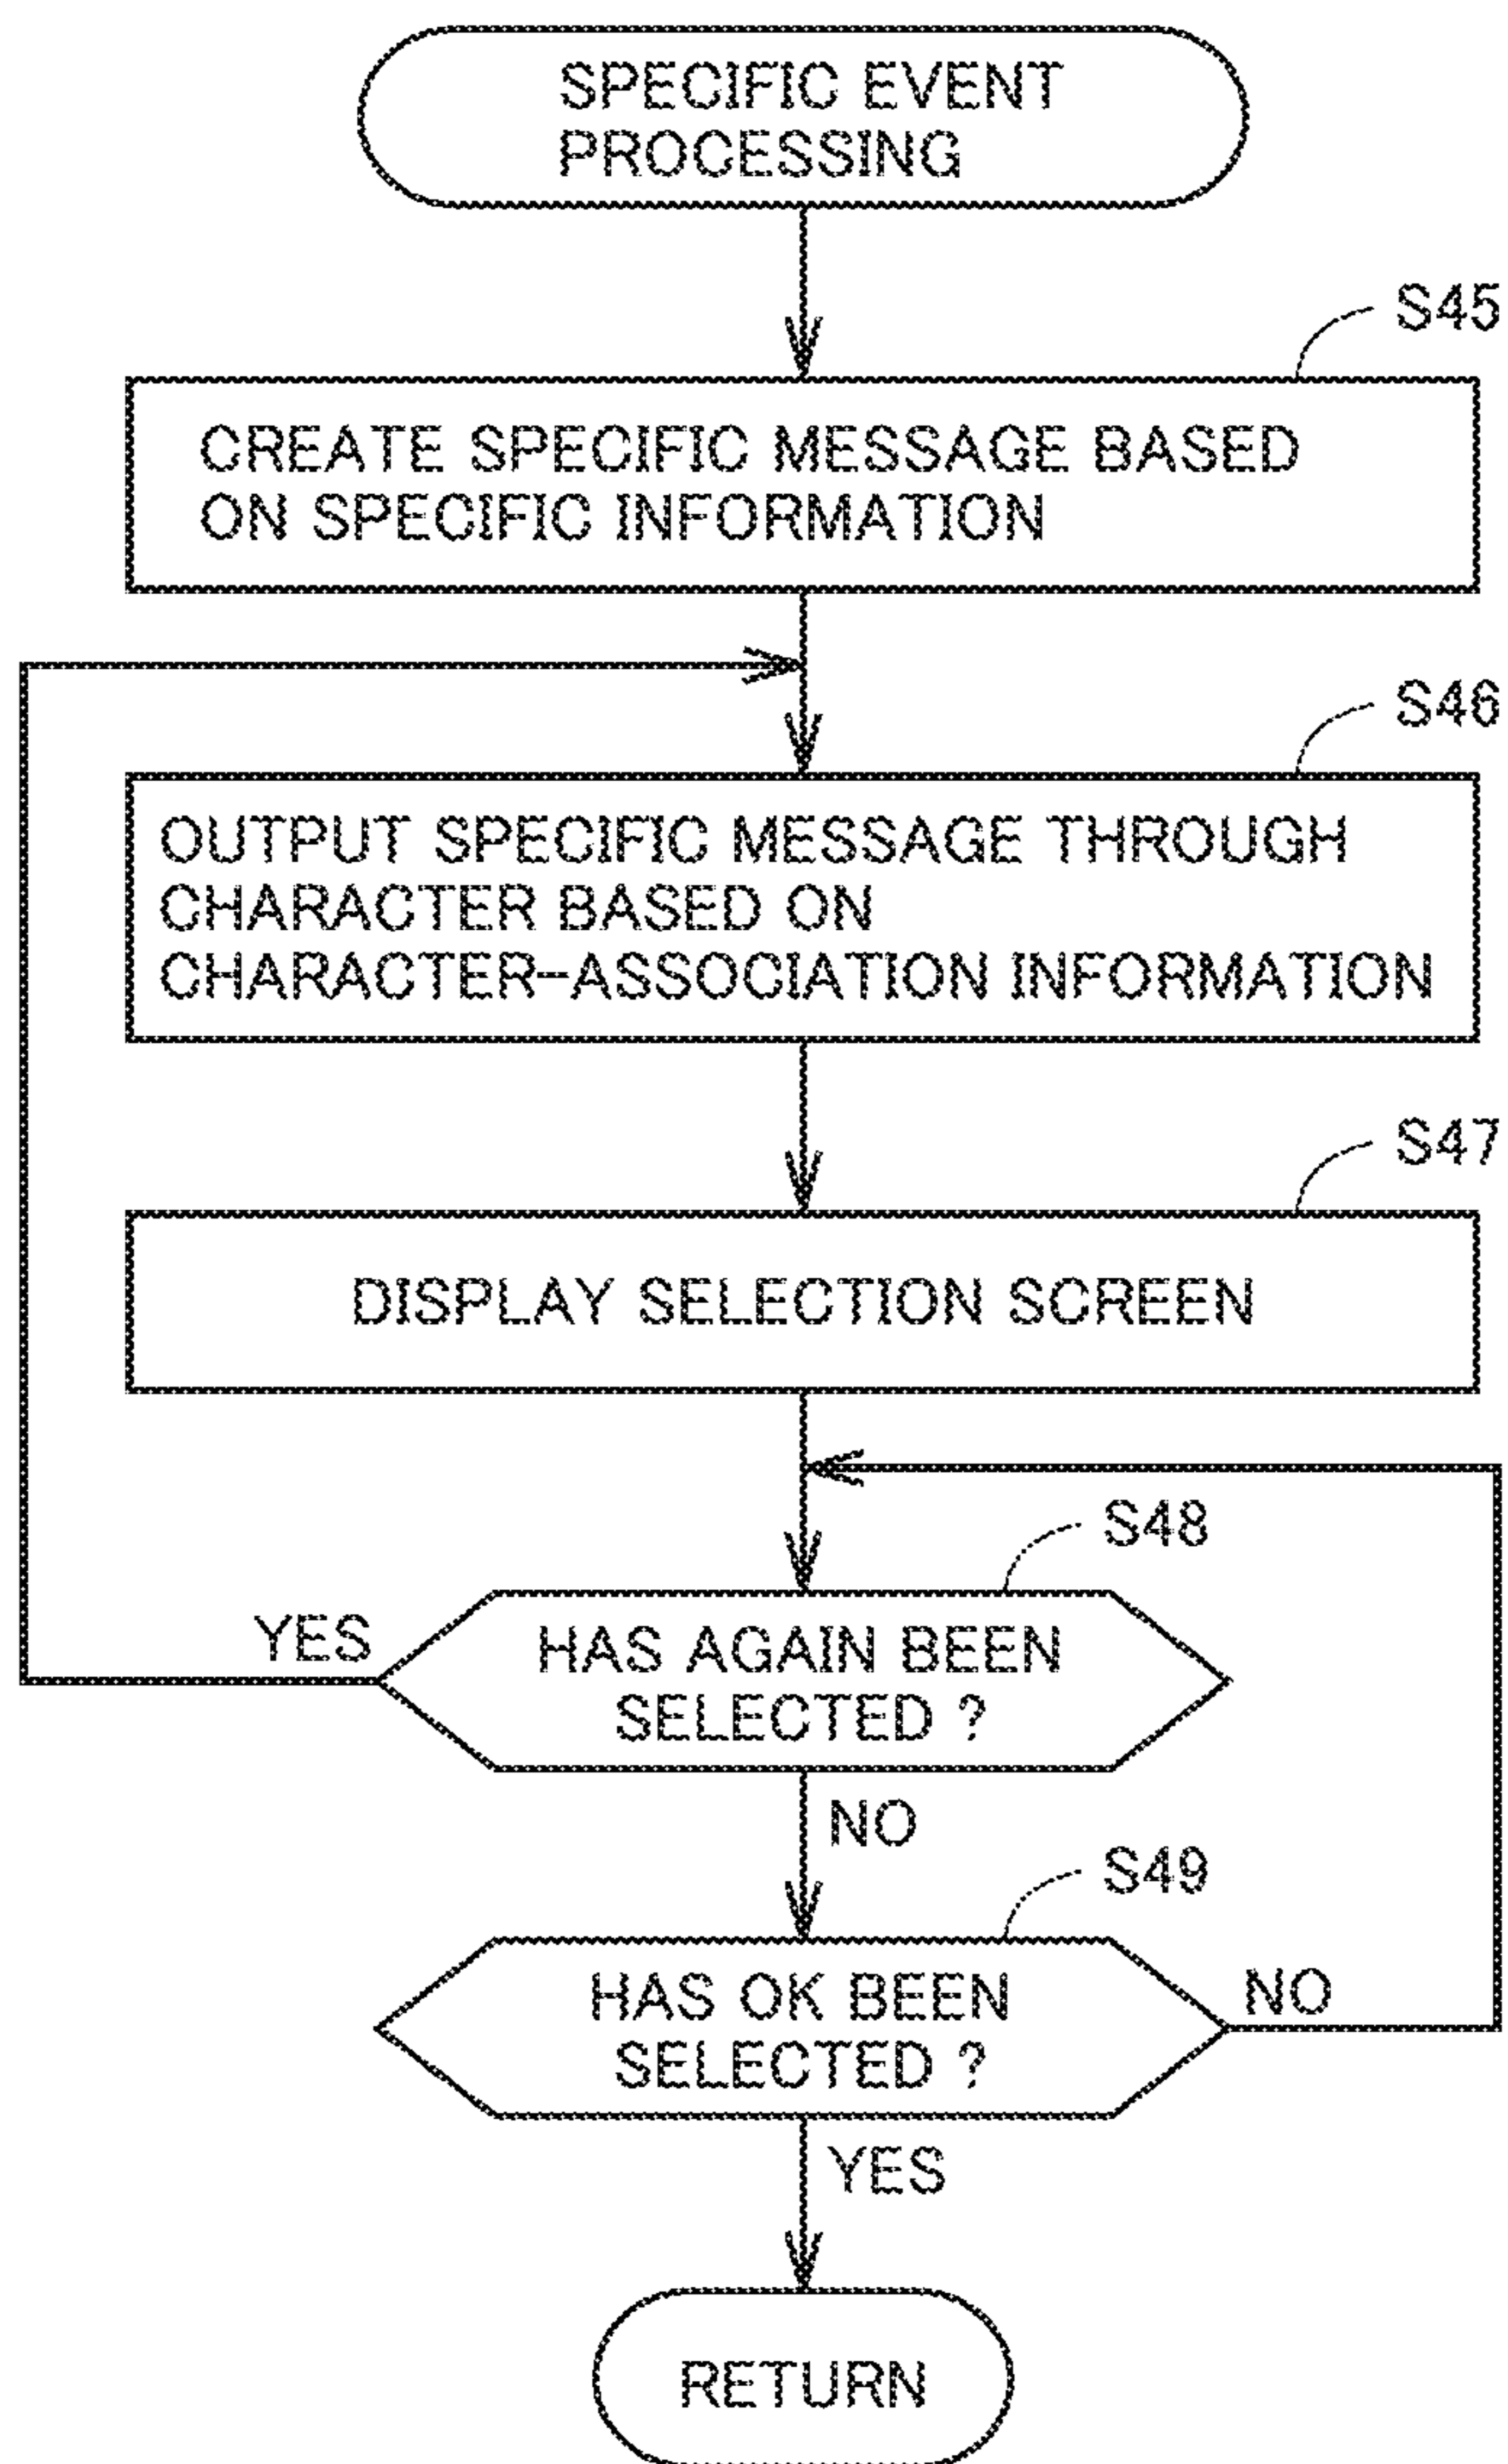 SPECIFIC EVENT
PROCESSING
S45
CREATE SPECIFIC MESSAGE BASED
ON SPECIFIC INFORMATION
S46
OUTPUT SPECIFIC MESSAGE THROUGH
CHARACTER BASED ON
CHARACTER-ASSOCIATION INFORMATION
S47
DISPLAY SELECTION SCREEN
S48
YES
HAS AGAIN BEEN
SELECTED ?
NO
S49
HAS OK BEEN
SELECTED ?
NO
YES
RETURN